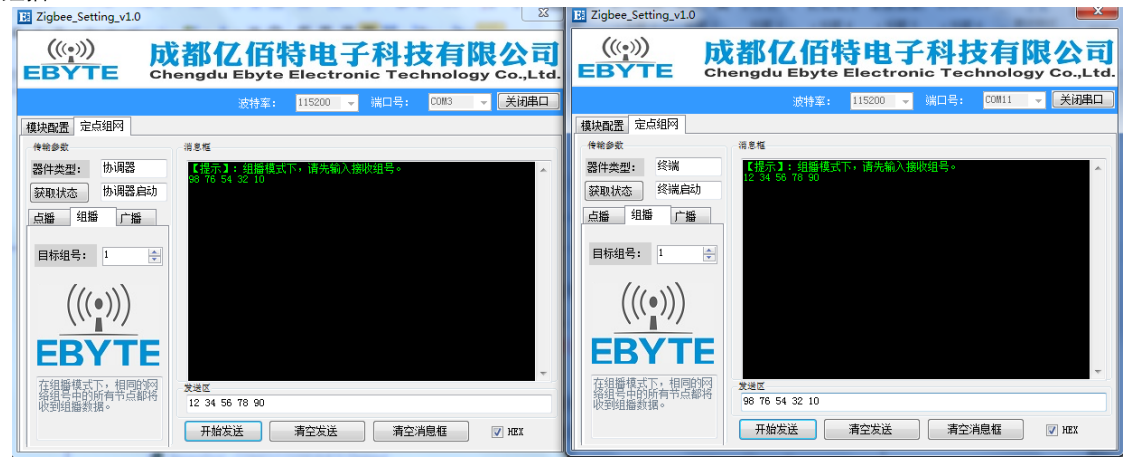 Zigbee_Setting_v1.0
EBYTE
成都亿佰特电子科技有限公司
Chengdu Ebyte Electronic Technology Co.,Ltd.
波特率: 115200 端口号: COM3 关闭串口
模块配置 定点组网
传输参数
器件类型: 协调器
获取状态 协调器启动
点播 组播 广播
目标组号: 1
EBYTE
在组播模式下，相同的网
络组号中的所有节点都将
收到组播数据。
消息框
【提示】: 组播模式下，请先输入接收组号。
98 76 54 32 10
发送区
12 34 56 78 90
开始发送 清空发送 清空消息框 HEX
Zigbee_Setting_v1.0
EBYTE
成都亿佰特电子科技有限公司
Chengdu Ebyte Electronic Technology Co.,Ltd.
波特率: 115200 端口号: COM11 关闭串口
模块配置 定点组网
传输参数
器件类型: 终端
获取状态 终端启动
点播 组播 广播
目标组号: 1
EBYTE
在组播模式下，相同的网
络组号中的所有节点都将
收到组播数据。
消息框
【提示】: 组播模式下，请先输入接收组号。
12 34 56 78 90
发送区
98 76 54 32 10
开始发送 清空发送 清空消息框 HEX